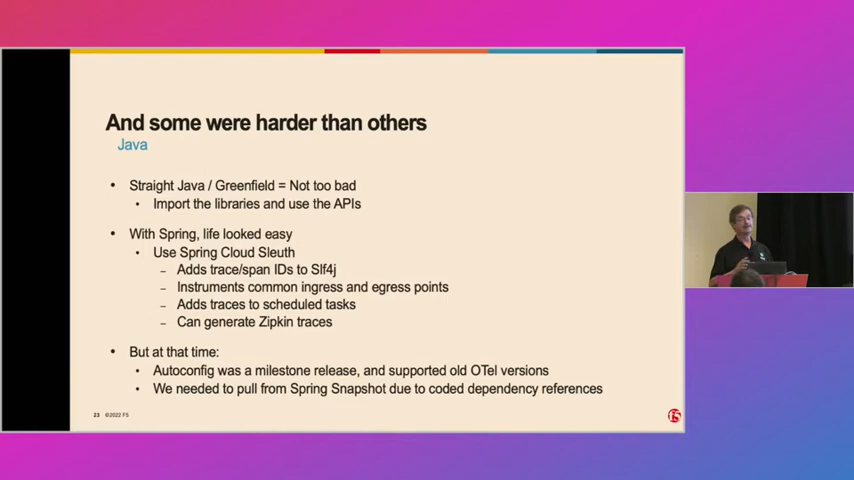 And some were harder than others
Java
• Straight Java / Greenfield = Not too bad
• Import the libraries and use the APIs
• With Spring, life looked easy
• Use Spring Cloud Sleuth
– Adds trace/span IDs to Slf4j
– Instruments common ingress and egress points
– Adds traces to scheduled tasks
– Can generate Zipkin traces
• But at that time:
• Autoconfig was a milestone release, and supported old OTel versions
• We needed to pull from Spring Snapshot due to coded dependency references
23 ©2022 F5
f5